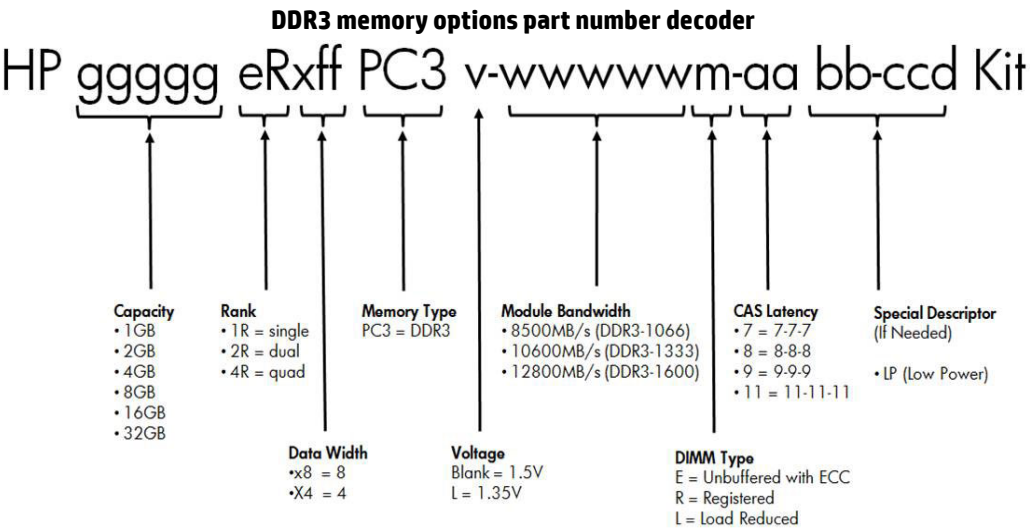 DDR3 memory options part number decoder
HP ggggg eRxff PC3 v-wwwwwm-aa bb-ccd Kit
Capacity
• 1GB
• 2GB
• 4GB
• 8GB
• 16GB
• 32GB
Rank
• 1R = single
• 2R = dual
• 4R = quad
Memory Type
PC3 = DDR3
Module Bandwidth
• 8500MB/s (DDR3-1066)
• 10600MB/s (DDR3-1333)
• 12800MB/s (DDR3-1600)
CAS Latency
• 7 = 7-7-7
• 8 = 8-8-8
• 9 = 9-9-9
• 11 = 11-11-11
Special Descriptor
(If Needed)
• LP (Low Power)
Data Width
•x8 = 8
•X4 = 4
Voltage
Blank = 1.5V
L = 1.35V
DIMM Type
E = Unbuffered with ECC
R = Registered
L = Load Reduced